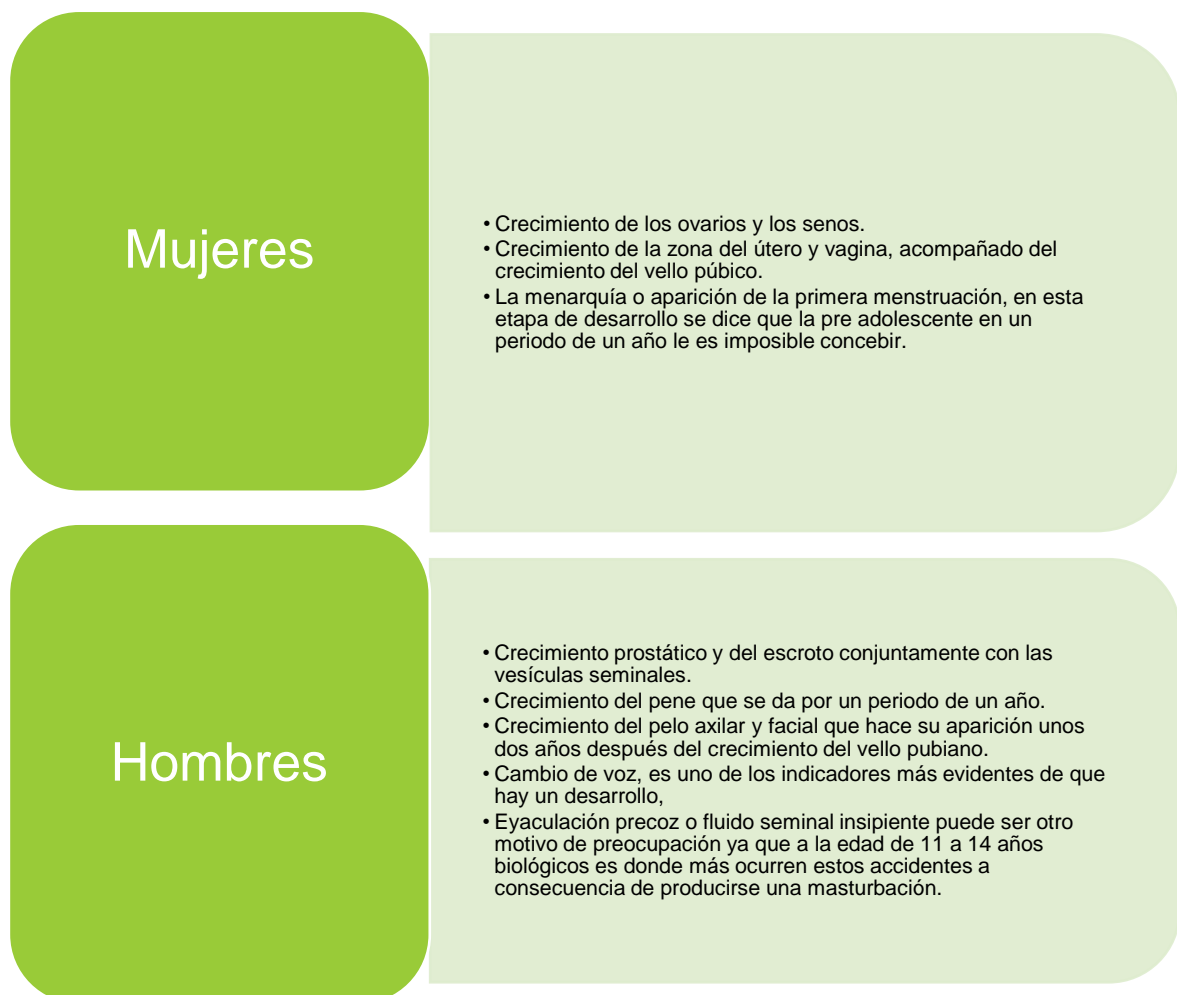 Mujeres
• Crecimiento de los ovarios y los senos.
• Crecimiento de la zona del útero y vagina, acompañado del
crecimiento del vello púbico.
• La menarquía o aparición de la primera menstruación, en esta
etapa de desarrollo se dice que la pre adolescente en un
periodo de un año le es imposible concebir.
Hombres
• Crecimiento prostático y del escroto conjuntamente con las
vesículas seminales.
• Crecimiento del pene que se da por un periodo de un año.
• Crecimiento del pelo axilar y facial que hace su aparición unos
dos años después del crecimiento del vello pubiano.
• Cambio de voz, es uno de los indicadores más evidentes de que
hay un desarrollo,
• Eyaculación precoz o fluido seminal insipiente puede ser otro
motivo de preocupación ya que a la edad de 11 a 14 años
biológicos es donde más ocurren estos accidentes a
consecuencia de producirse una masturbación.